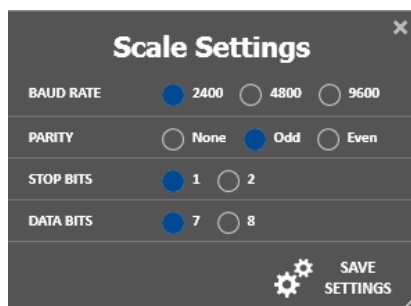 Scale Settings
BAUD RATE 2400 4800 9600
PARITY None Odd Even
STOP BITS 1 2
DATA BITS 7 8
SAVE
SETTINGS